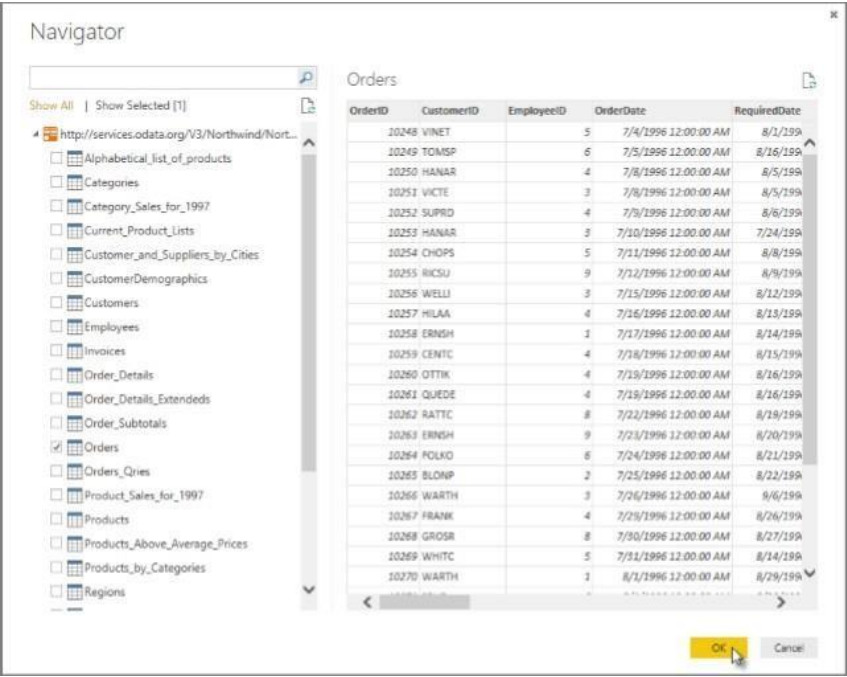 Navigator
Show All | Show Selected [1]
http://services.odata.org/V3/Northwind/Nort...
Alphabetical_list_of_products
Categories
Category_Sales_for_1997
Current_Product_Lists
Customer_and_Suppliers_by_Cities
CustomerDemographics
Customers
Employees
Invoices
Order_Details
Order_Details_Extendeds
Order_Subtotals
Orders
Orders_Qries
Product_Sales_for_1997
Products
Products_Above_Average_Prices
Products_by_Categories
Regions
Orders
OrderID CustomerID EmployeeID OrderDate RequiredDate
10248 VINET 5 7/4/1996 12:00:00 AM 8/1/199
10249 TOMSP 6 7/5/1996 12:00:00 AM 8/16/199
10250 HANAR 4 7/8/1996 12:00:00 AM 8/5/199
10251 VICTE 3 7/8/1996 12:00:00 AM 8/5/199
10252 SUPRD 4 7/9/1996 12:00:00 AM 8/6/199
10253 HANAR 3 7/10/1996 12:00:00 AM 7/24/199
10254 CHOPS 5 7/11/1996 12:00:00 AM 8/8/199
10255 RICSU 9 7/12/1996 12:00:00 AM 8/9/199
10256 WELLI 3 7/15/1996 12:00:00 AM 8/12/199
10257 HILAA 4 7/16/1996 12:00:00 AM 8/13/199
10258 ERNSH 1 7/17/1996 12:00:00 AM 8/14/199
10259 CENTC 4 7/18/1996 12:00:00 AM 8/15/199
10260 OTTIK 4 7/19/1996 12:00:00 AM 8/16/199
10261 QUEDE 4 7/19/1996 12:00:00 AM 8/16/199
10262 RATTC 8 7/22/1996 12:00:00 AM 8/19/199
10263 ERNSH 9 7/23/1996 12:00:00 AM 8/20/199
10264 FOLKO 6 7/24/1996 12:00:00 AM 8/21/199
10265 BLONP 2 7/25/1996 12:00:00 AM 8/22/199
10266 WARTH 3 7/26/1996 12:00:00 AM 9/6/199
10267 FRANK 4 7/29/1996 12:00:00 AM 8/26/199
10268 GROSR 8 7/30/1996 12:00:00 AM 8/27/199
10269 WHITC 5 7/31/1996 12:00:00 AM 8/14/199
10270 WARTH 1 8/1/1996 12:00:00 AM 8/29/199
OK Cancel